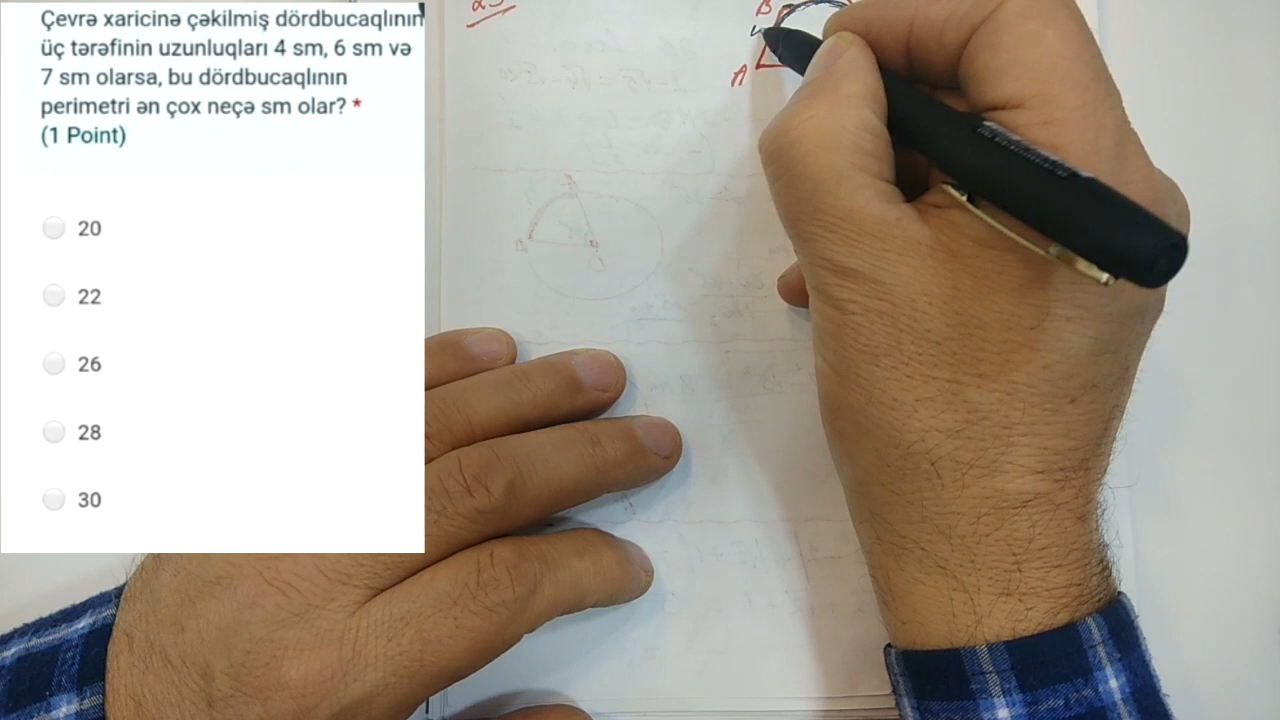 Çevrə xaricinə çəkilmiş dördbucaqlının
üç tərəfinin uzunluqları 4 sm, 6 sm və
7 sm olarsa, bu dördbucaqlının
perimetri ən çox neçə sm olar? *
(1 Point)
20
22
26
28
30
B
A